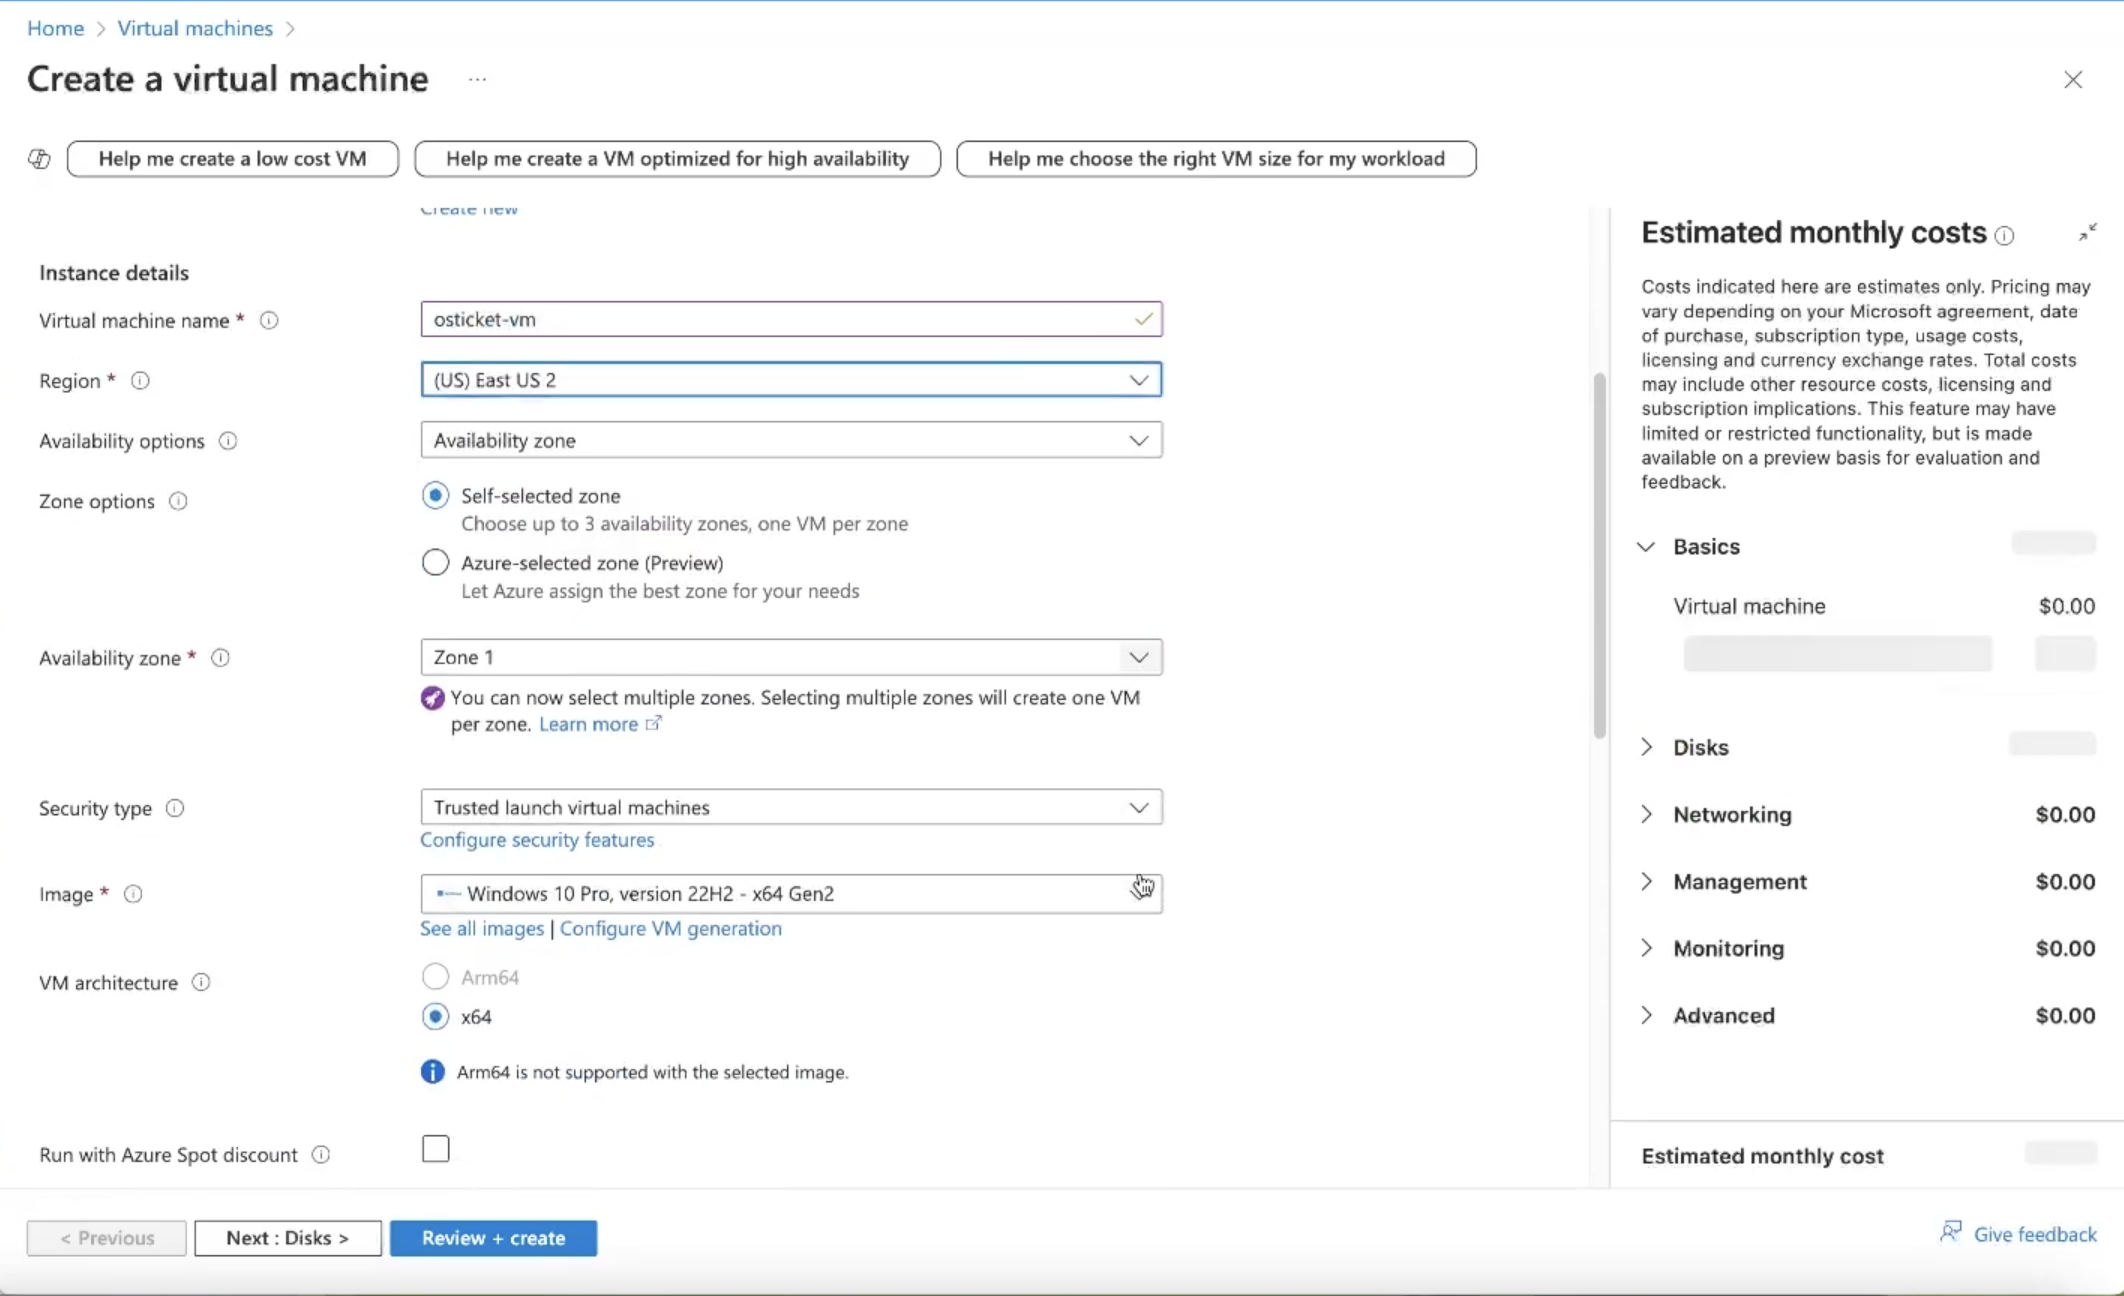 Home > Virtual machines >
Create a virtual machine ...
Help me create a low cost VM
Help me create a VM optimized for high availability
Help me choose the right VM size for my workload
Create new
Instance details
Virtual machine name *
osticket-vm
Region *
(US) East US 2
Availability options
Availability zone
Zone options
Self-selected zone
Choose up to 3 availability zones, one VM per zone
Azure-selected zone (Preview)
Let Azure assign the best zone for your needs
Availability zone *
Zone 1
You can now select multiple zones. Selecting multiple zones will create one VM
per zone. Learn more
Security type
Trusted launch virtual machines
Configure security features
Image *
Windows 10 Pro, version 22H2 - x64 Gen2
See all images | Configure VM generation
VM architecture
Arm64
x64
Arm64 is not supported with the selected image.
Run with Azure Spot discount
< Previous
Next : Disks >
Review + create
Estimated monthly costs
Costs indicated here are estimates only. Pricing may
vary depending on your Microsoft agreement, date
of purchase, subscription type, usage costs,
licensing and currency exchange rates. Total costs
may include other resource costs, licensing and
subscription implications. This feature may have
limited or restricted functionality, but is made
available on a preview basis for evaluation and
feedback.
Basics
Virtual machine $0.00
Disks
Networking $0.00
Management $0.00
Monitoring $0.00
Advanced $0.00
Estimated monthly cost
Give feedback